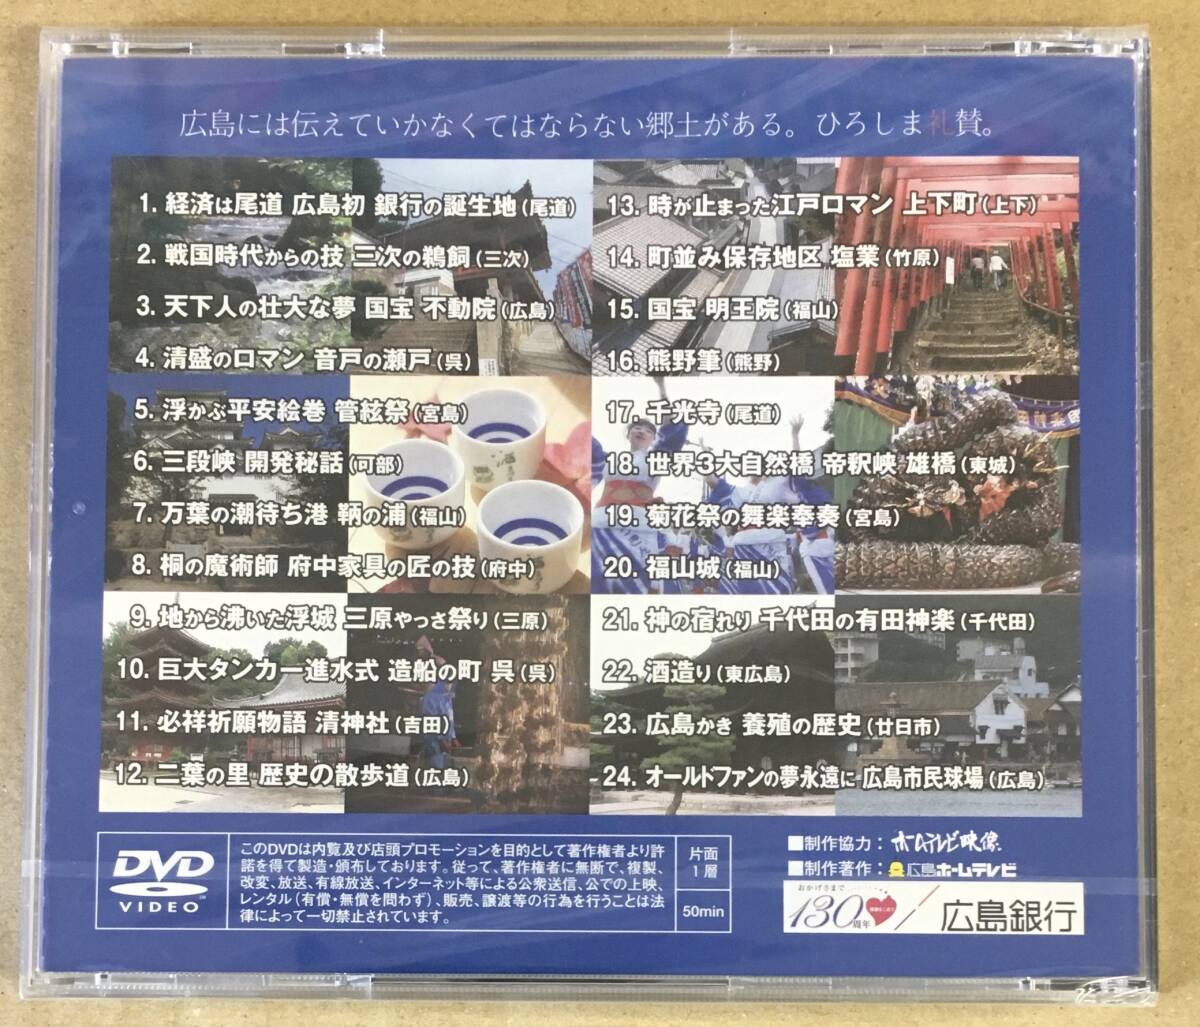 広島には伝えていかなくてはならない郷土がある。ひろしま礼賛。
1. 経済は尾道 広島初 銀行の誕生地(尾道)
2. 戦国時代からの技 三次の鵜飼(三次)
3. 天下人の壮大な夢 国宝 不動院(広島)
4. 清盛のロマン 音戸の瀬戸(呉)
5. 浮かぶ平安絵巻 管絃祭(宮島)
6. 三段峡 開発秘話(可部)
7. 万葉の潮待ち港 鞆の浦(福山)
8. 桐の魔術師 府中家具の匠の技(府中)
9. 地から沸いた浮城 三原やっさ祭り(三原)
10. 巨大タンカー進水式 造船の町 呉(呉)
11. 必祥祈願物語 清神社(吉田)
12. 二葉の里 歴史の散歩道(広島)
13. 時が止まった江戸ロマン 上下町(上下)
14. 町並み保存地区 塩業(竹原)
15. 国宝 明王院(福山)
16. 熊野筆(熊野)
17. 千光寺(尾道)
18. 世界3大自然橋 帝釈峡 雄橋(東城)
19. 菊花祭の舞楽奉奏(宮島)
20. 福山城(福山)
21. 神の宿れり 千代田の有田神楽(千代田)
22. 酒造り(東広島)
23. 広島かき 養殖の歴史(廿日市)
24. オールドファンの夢永遠に 広島市民球場(広島)
DVD
VIDEO
このDVDは内覧及び店頭プロモーションを目的として著作権者より許
諾を得て製造・頒布しております。従って、著作権者に無断で、複製、
改変、放送、有線放送、インターネット等による公衆送信、公での上映、
レンタル(有償・無償を問わず)、販売、譲渡等の行為を行うことは法
律によって一切禁止されています。
片面
1層
50min
■制作協力：ホームテレビ映像
■制作著作：広島ホームテレビ
おかげさまで
130周年
広島銀行